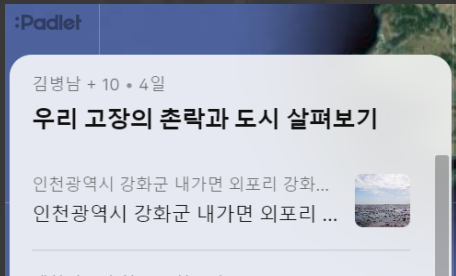 :Padlet
김병남 + 10 • 4일
우리 고장의 촌락과 도시 살펴보기
인천광역시 강화군 내가면 외포리 강화...
인천광역시 강화군 내가면 외포리 ...